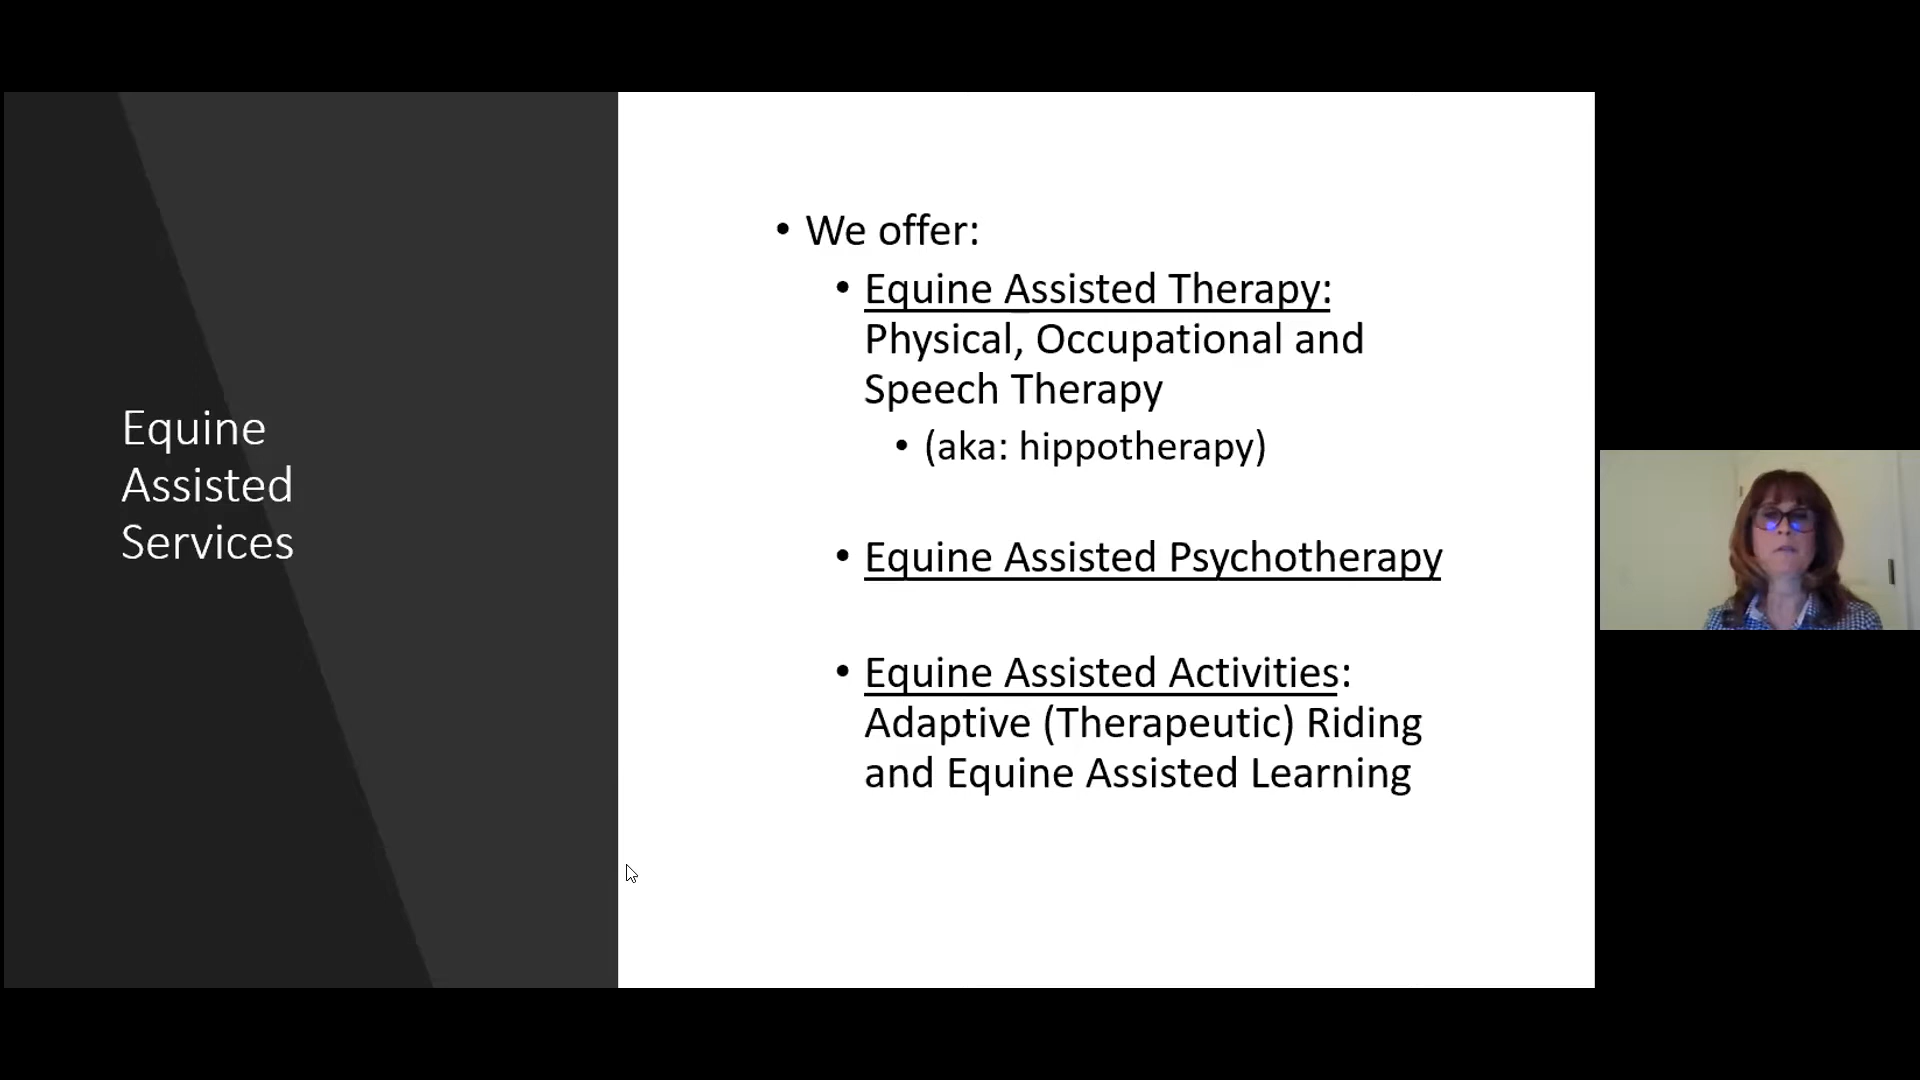 Equine
Assisted
Services
• We offer:
• Equine Assisted Therapy:
Physical, Occupational and
Speech Therapy
• (aka: hippotherapy)
• Equine Assisted Psychotherapy
• Equine Assisted Activities:
Adaptive (Therapeutic) Riding
and Equine Assisted Learning